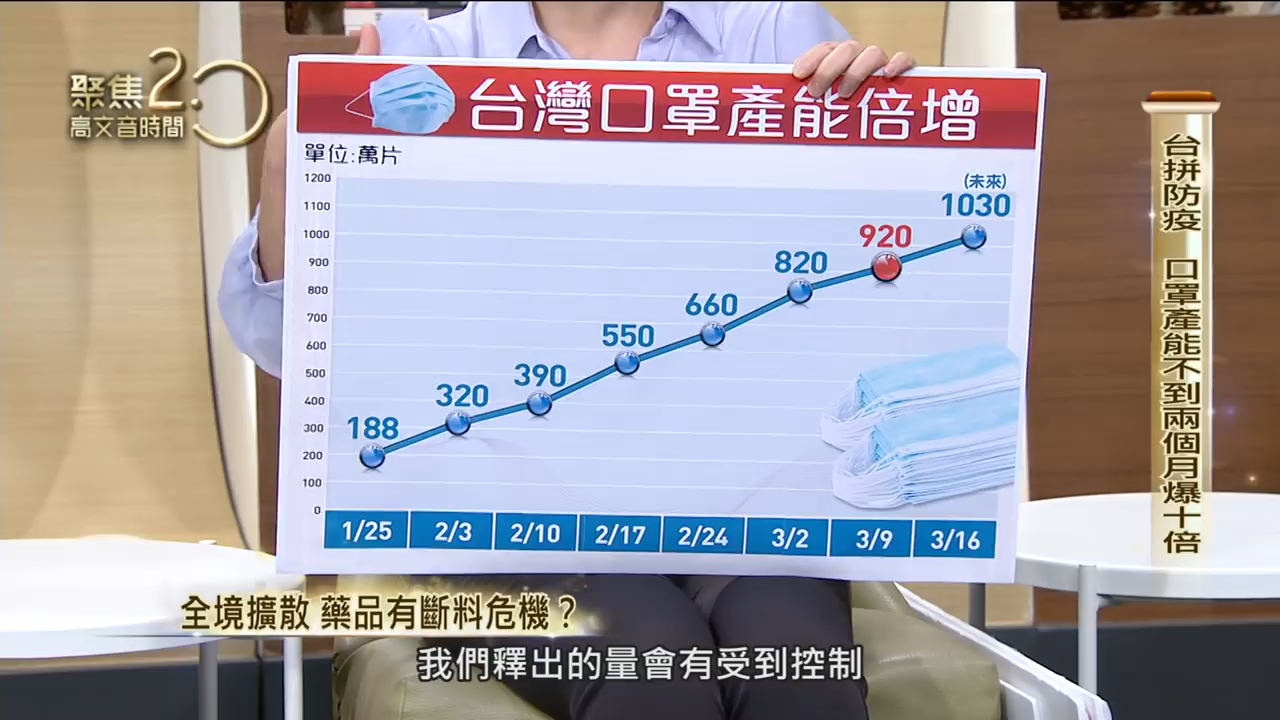 聚焦2.0
高文音時間
台灣口罩產能倍增
單位:萬片
1200
1100
1000
900
800
700
600
500
400
300
200
100
0
188
320
390
550
660
820
920
(未來)
1030
1/25 2/3 2/10 2/17 2/24 3/2 3/9 3/16
台拼防疫 口罩產能不到兩個月爆十倍
全境擴散 藥品有斷料危機？
我們釋出的量會有受到控制